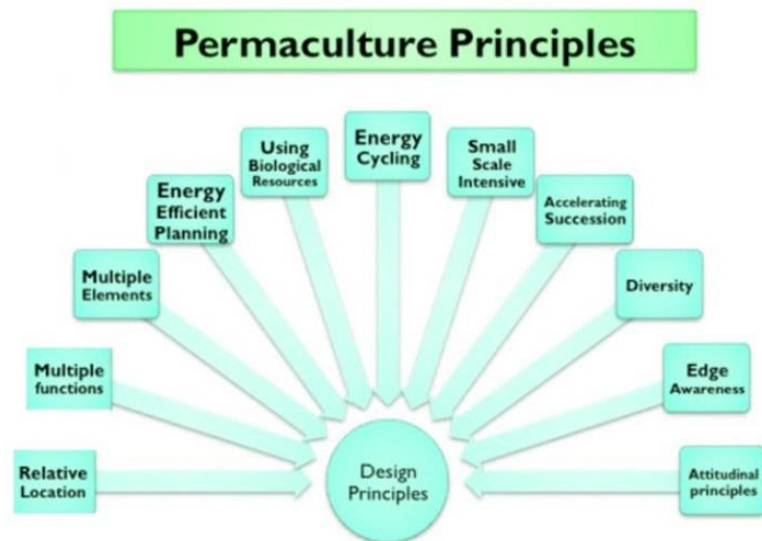 Permaculture Principles
Relative
Location
Multiple
functions
Multiple
Elements
Energy
Efficient
Planning
Using
Biological
Resources
Energy
Cycling
Small
Scale
Intensive
Accelerating
Succession
Diversity
Edge
Awareness
Attitudinal
principles
Design
Principles